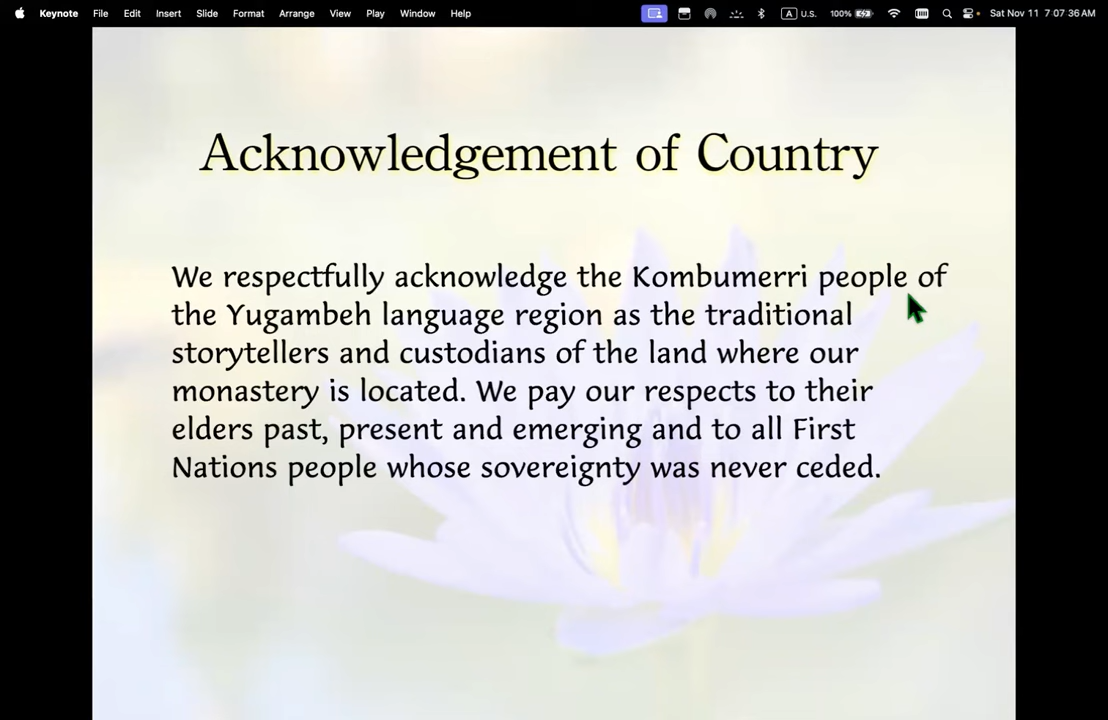 Keynote File Edit Insert Slide Format Arrange View Play Window Help A U.S. 100% Sat Nov 11 7:07:36 AM
Acknowledgement of Country
We respectfully acknowledge the Kombumerri people of
the Yugambeh language region as the traditional
storytellers and custodians of the land where our
monastery is located. We pay our respects to their
elders past, present and emerging and to all First
Nations people whose sovereignty was never ceded.